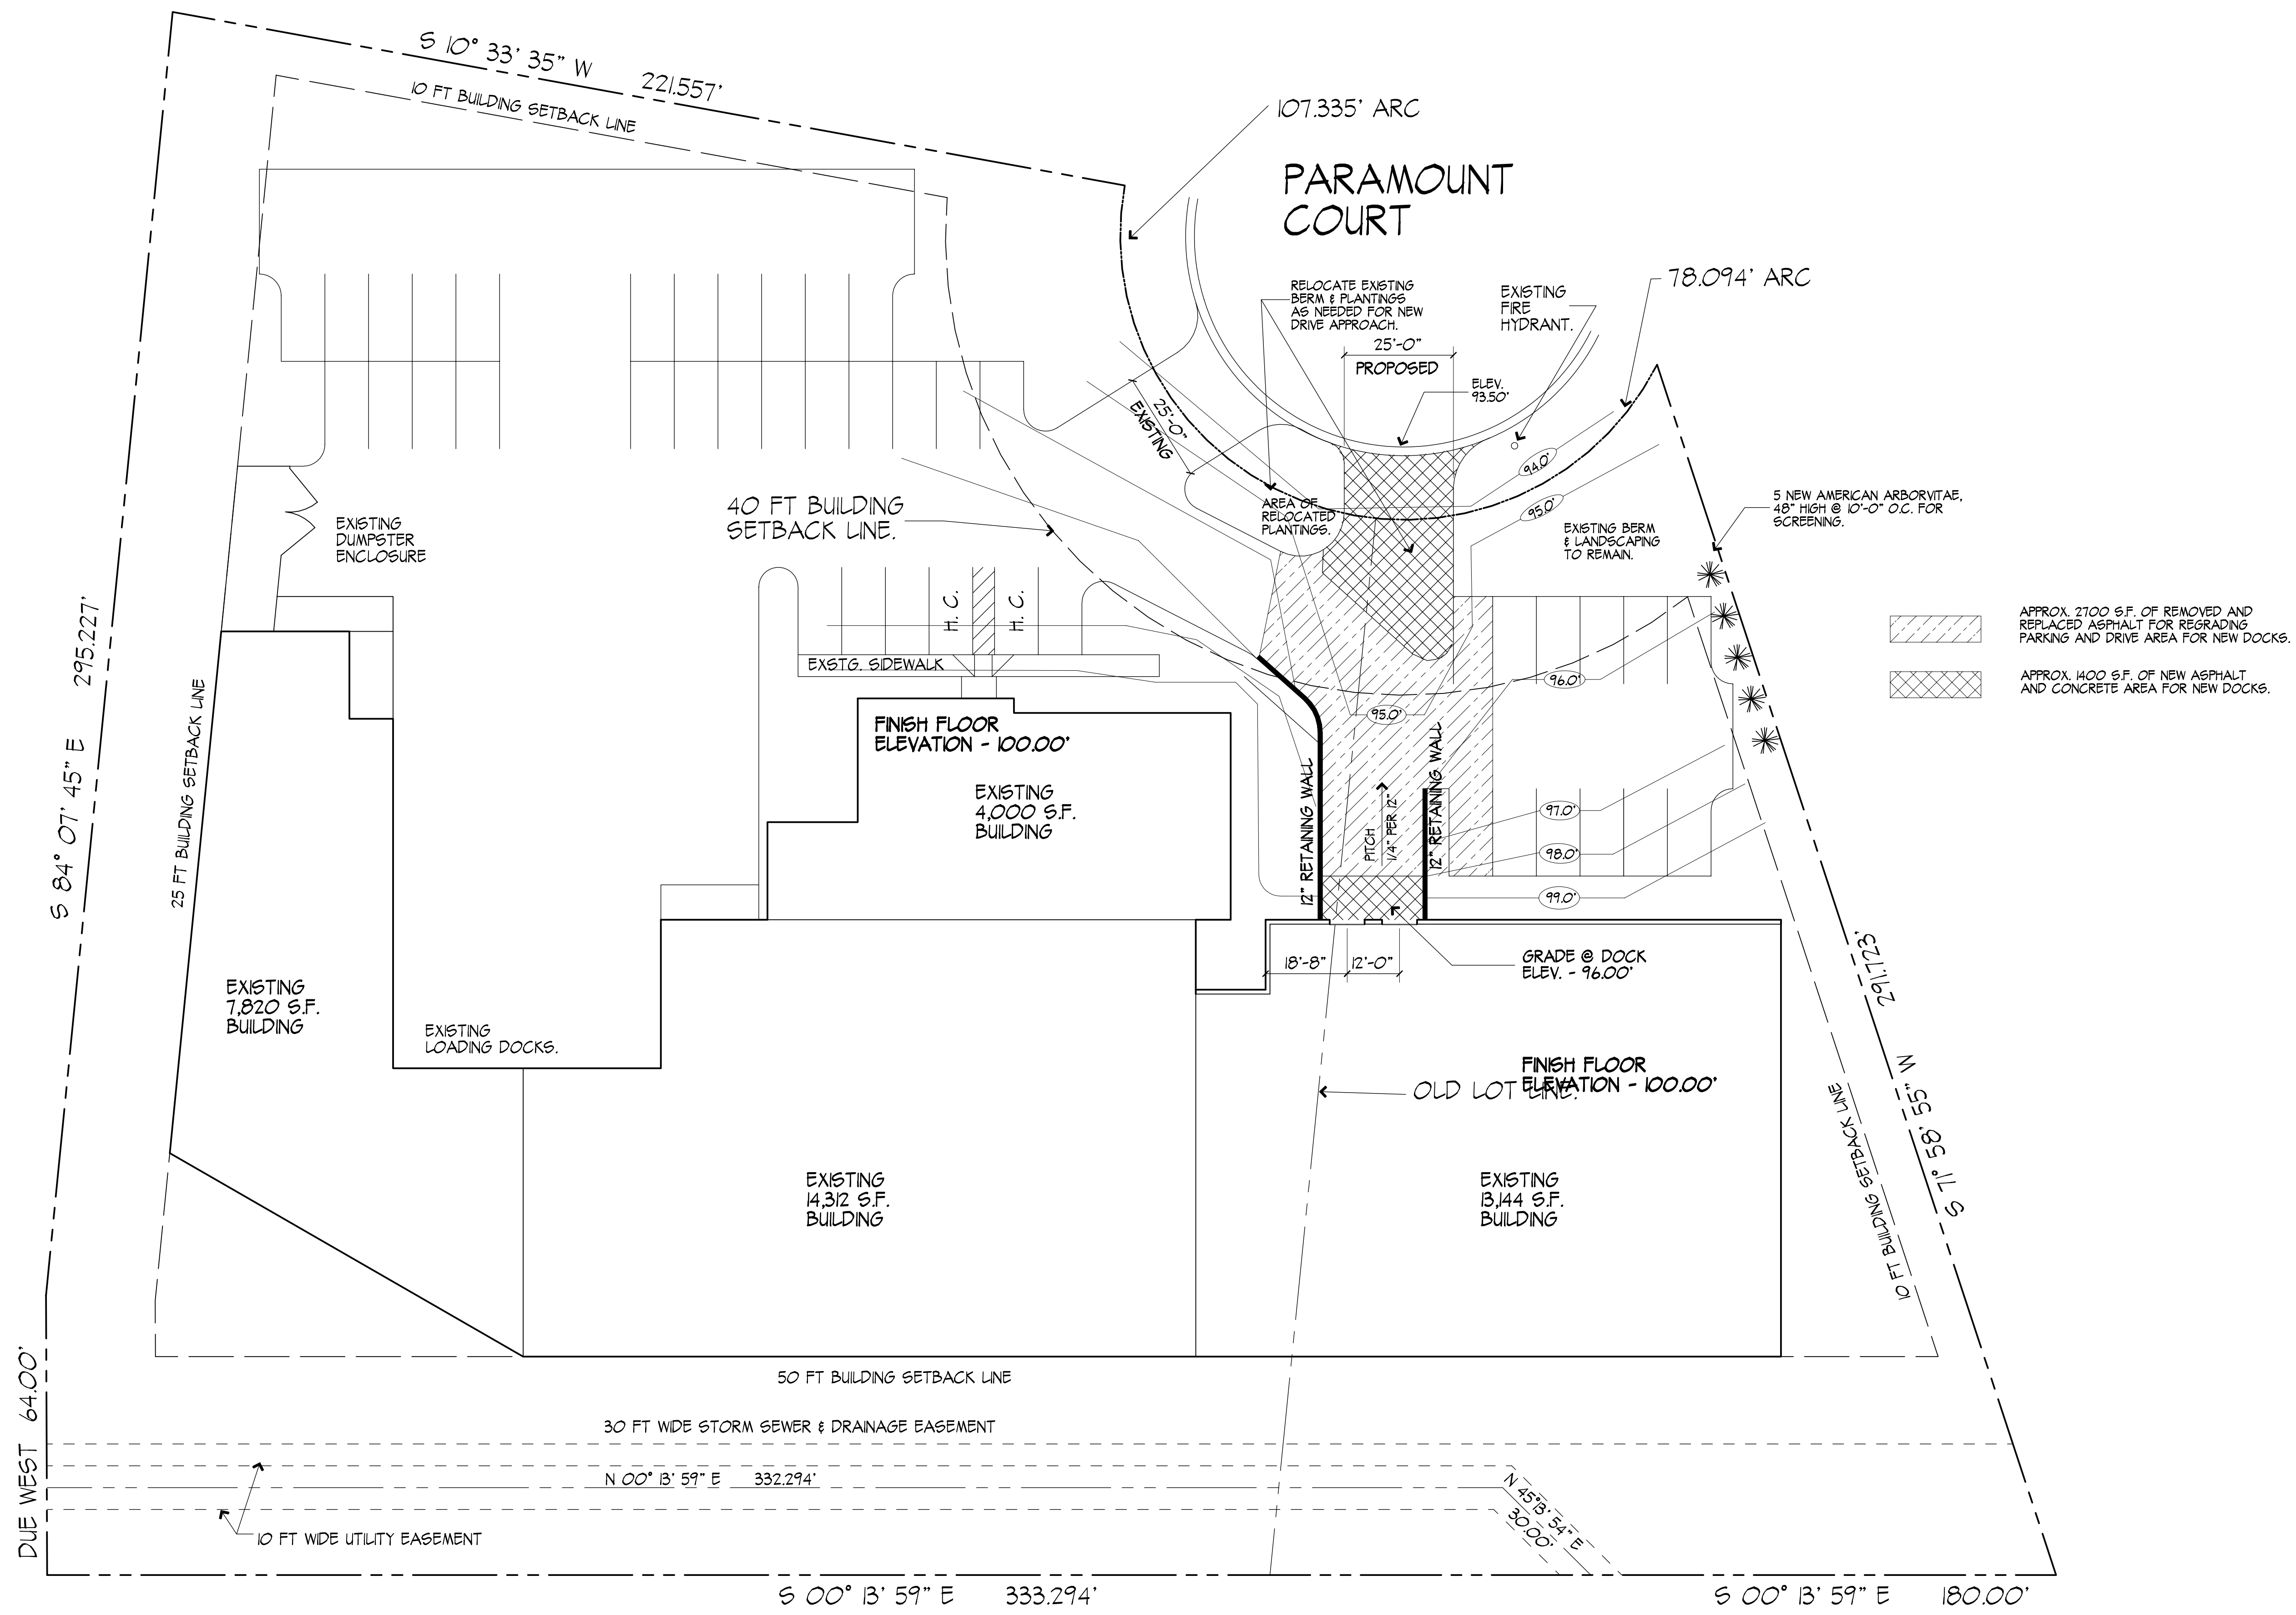 S 10° 33' 35" W 221.557'
10 FT BUILDING SETBACK LINE
107.335' ARC
PARAMOUNT
COURT
78.094' ARC
RELOCATE EXISTING
BERM & PLANTINGS
AS NEEDED FOR NEW
DRIVE APPROACH.
EXISTING
FIRE
HYDRANT.
25'-0"
PROPOSED
ELEV.
93.50'
25'-0"
EXISTING
94.0'
95.0'
AREA OF
RELOCATED
PLANTINGS.
EXISTING BERM
& LANDSCAPING
TO REMAIN.
5 NEW AMERICAN ARBORVITAE,
48" HIGH @ 10'-0" O.C. FOR
SCREENING.
40 FT BUILDING
SETBACK LINE.
EXISTING
DUMPSTER
ENCLOSURE
H. C.
H. C.
EXSTG. SIDEWALK
APPROX. 2700 S.F. OF REMOVED AND
REPLACED ASPHALT FOR REGRADING
PARKING AND DRIVE AREA FOR NEW DOCKS.
APPROX. 1400 S.F. OF NEW ASPHALT
AND CONCRETE AREA FOR NEW DOCKS.
S 84° 07' 45" E 295.227'
25 FT BUILDING SETBACK LINE
FINISH FLOOR
ELEVATION - 100.00'
EXISTING
4,000 S.F.
BUILDING
96.0'
95.0'
12" RETAINING WALL
PITCH
1/4" PER 12"
12" RETAINING WALL
97.0'
98.0'
99.0'
18'-8"
12'-0"
GRADE @ DOCK
ELEV. - 96.00'
EXISTING
7,820 S.F.
BUILDING
EXISTING
LOADING DOCKS.
FINISH FLOOR
ELEVATION - 100.00'
OLD LOT LINE.
EXISTING
14,312 S.F.
BUILDING
EXISTING
13,144 S.F.
BUILDING
10 FT BUILDING SETBACK LINE
S 71° 58' 55" W 291.723'
50 FT BUILDING SETBACK LINE
30 FT WIDE STORM SEWER & DRAINAGE EASEMENT
N 00° 13' 59" E 332.294'
N 45°13' 54" E
30.00'
10 FT WIDE UTILITY EASEMENT
DUE WEST 64.00'
S 00° 13' 59" E 333.294'
S 00° 13' 59" E 180.00'